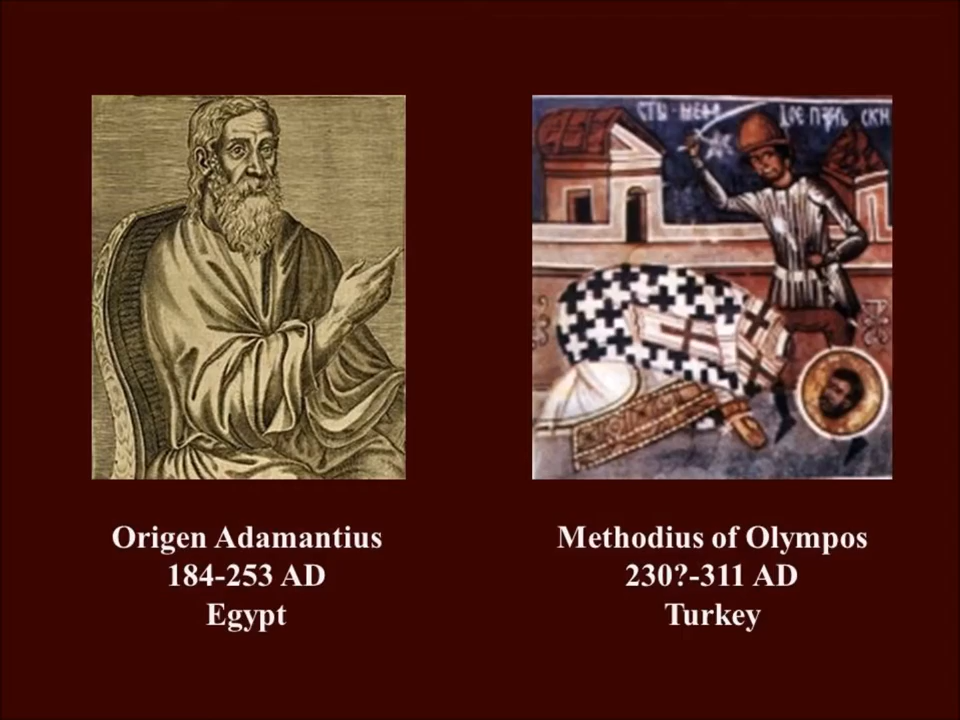 Origen Adamantius
184-253 AD
Egypt
Methodius of Olympos
230?-311 AD
Turkey